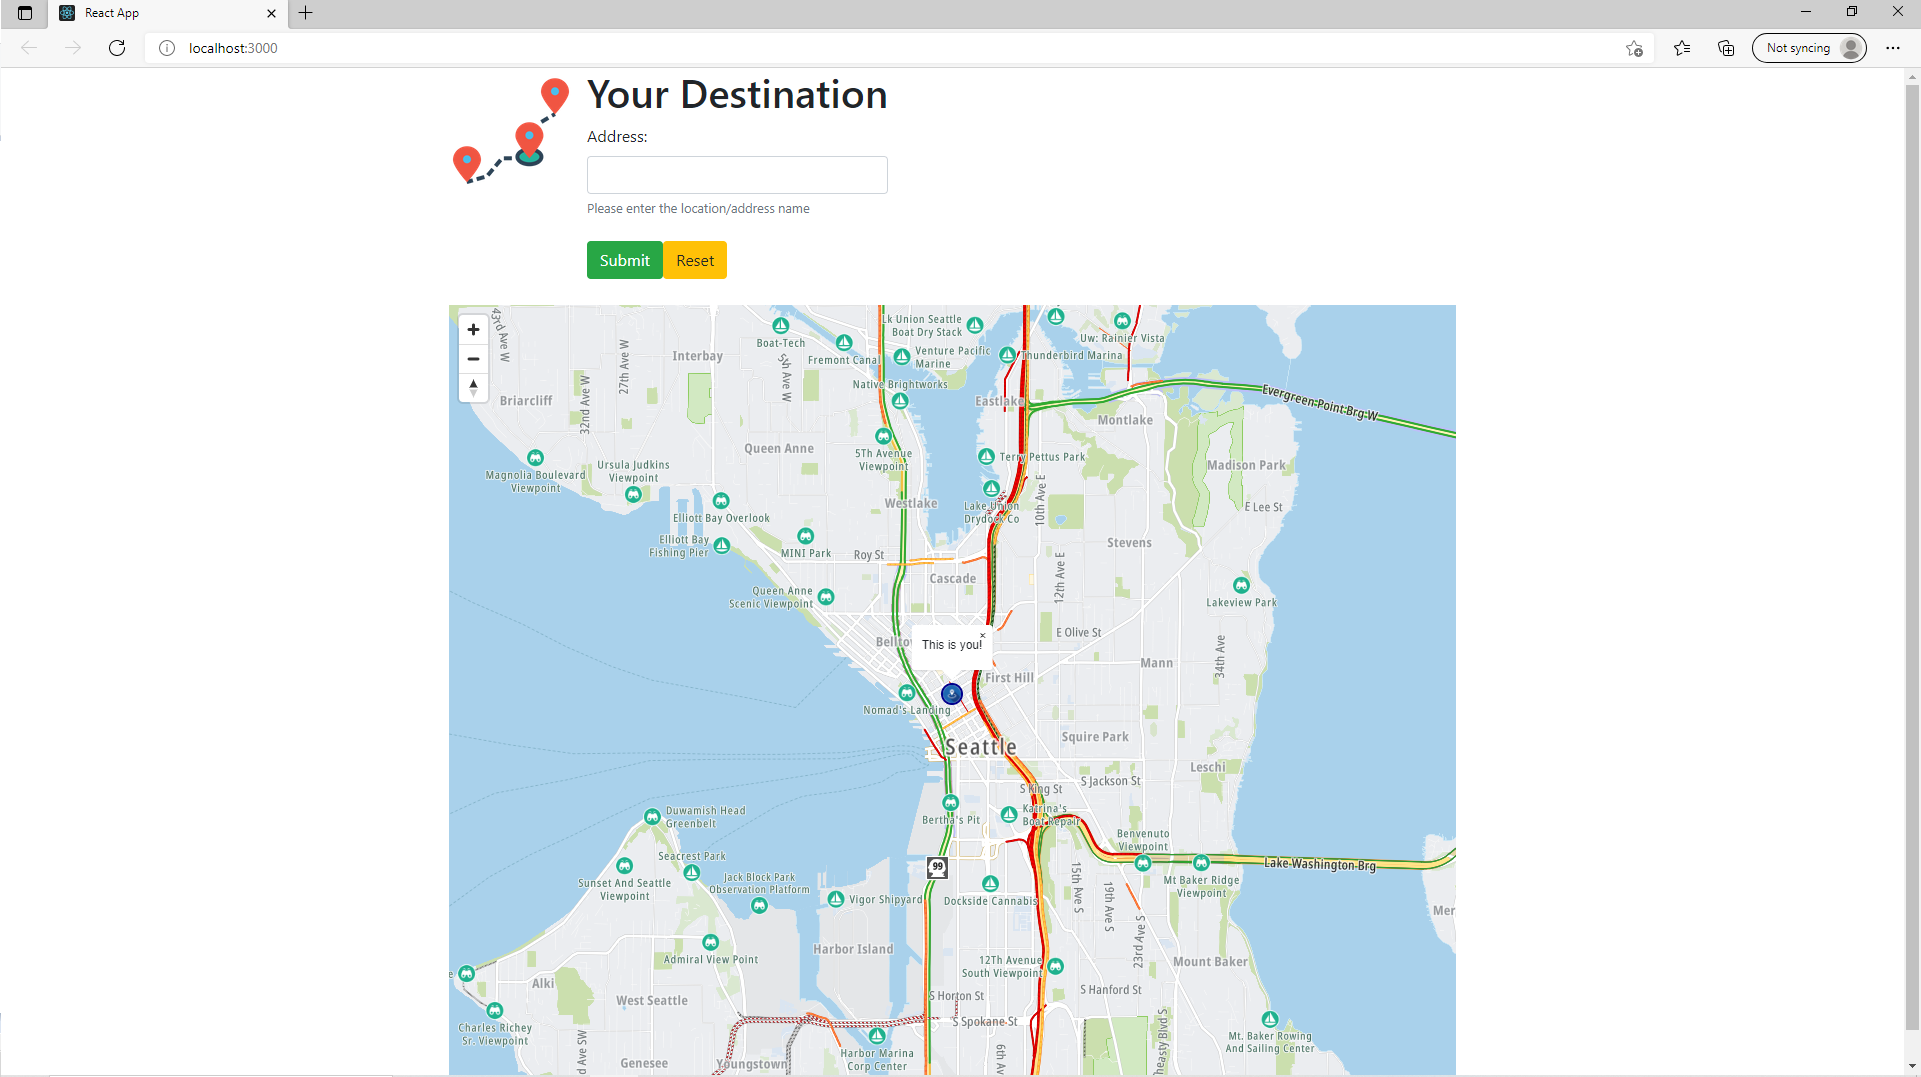 React App
localhost:3000
Not syncing
Your Destination
Address:
Please enter the location/address name
Submit
Reset
43rd Ave W
Interbay
27th Ave W
32nd Ave W
Briarcliff
Boat-Tech
5th Ave W
Fremont Canal
Lk Union Seattle
Boat Dry Stack
Venture Pacific
Marine
Native Brightworks
Thunderbird Marina
Uw: Rainier Vista
Eastlake
Evergreen Point Brg W
Montlake
Queen Anne
5Th Avenue
Viewpoint
Terry Pettus Park
Madison Park
Magnolia Boulevard
Viewpoint
Ursula Judkins
Viewpoint
Westlake
Lake Union
Drydock Co
10th Ave E
E Lee St
Elliott Bay Overlook
Elliott Bay
Fishing Pier
MINI Park
Roy St
Stevens
Cascade
12th Ave E
Queen Anne
Scenic Viewpoint
Lakeview Park
This is you!
E Olive St
34th Ave
Mann
First Hill
Nomad's Landing
Seattle
Squire Park
Leschi
S Jackson St
S King St
Katrina's
Boat Repair
Bertha's Pit
Benvenuto
Viewpoint
Lake Washington Brg
Duwamish Head
Greenbelt
Seacrest Park
Sunset And Seattle
Viewpoint
Jack Block Park
Observation Platform
99
Vigor Shipyard
Dockside Cannabis
15th Ave S
19th Ave S
23rd Ave S
Mt Baker Ridge
Viewpoint
Mer
Harbor Island
Admiral View Point
12Th Avenue
South Viewpoint
Mount Baker
Alki
West Seattle
S Horton St
S Hanford St
S Spokane St
Charles Richey
Sr. Viewpoint
d Ave SW
Genesee
Youngstown
Harbor Marina
Corp Center
6th Av
Mt. Baker Rowing
And Sailing Center